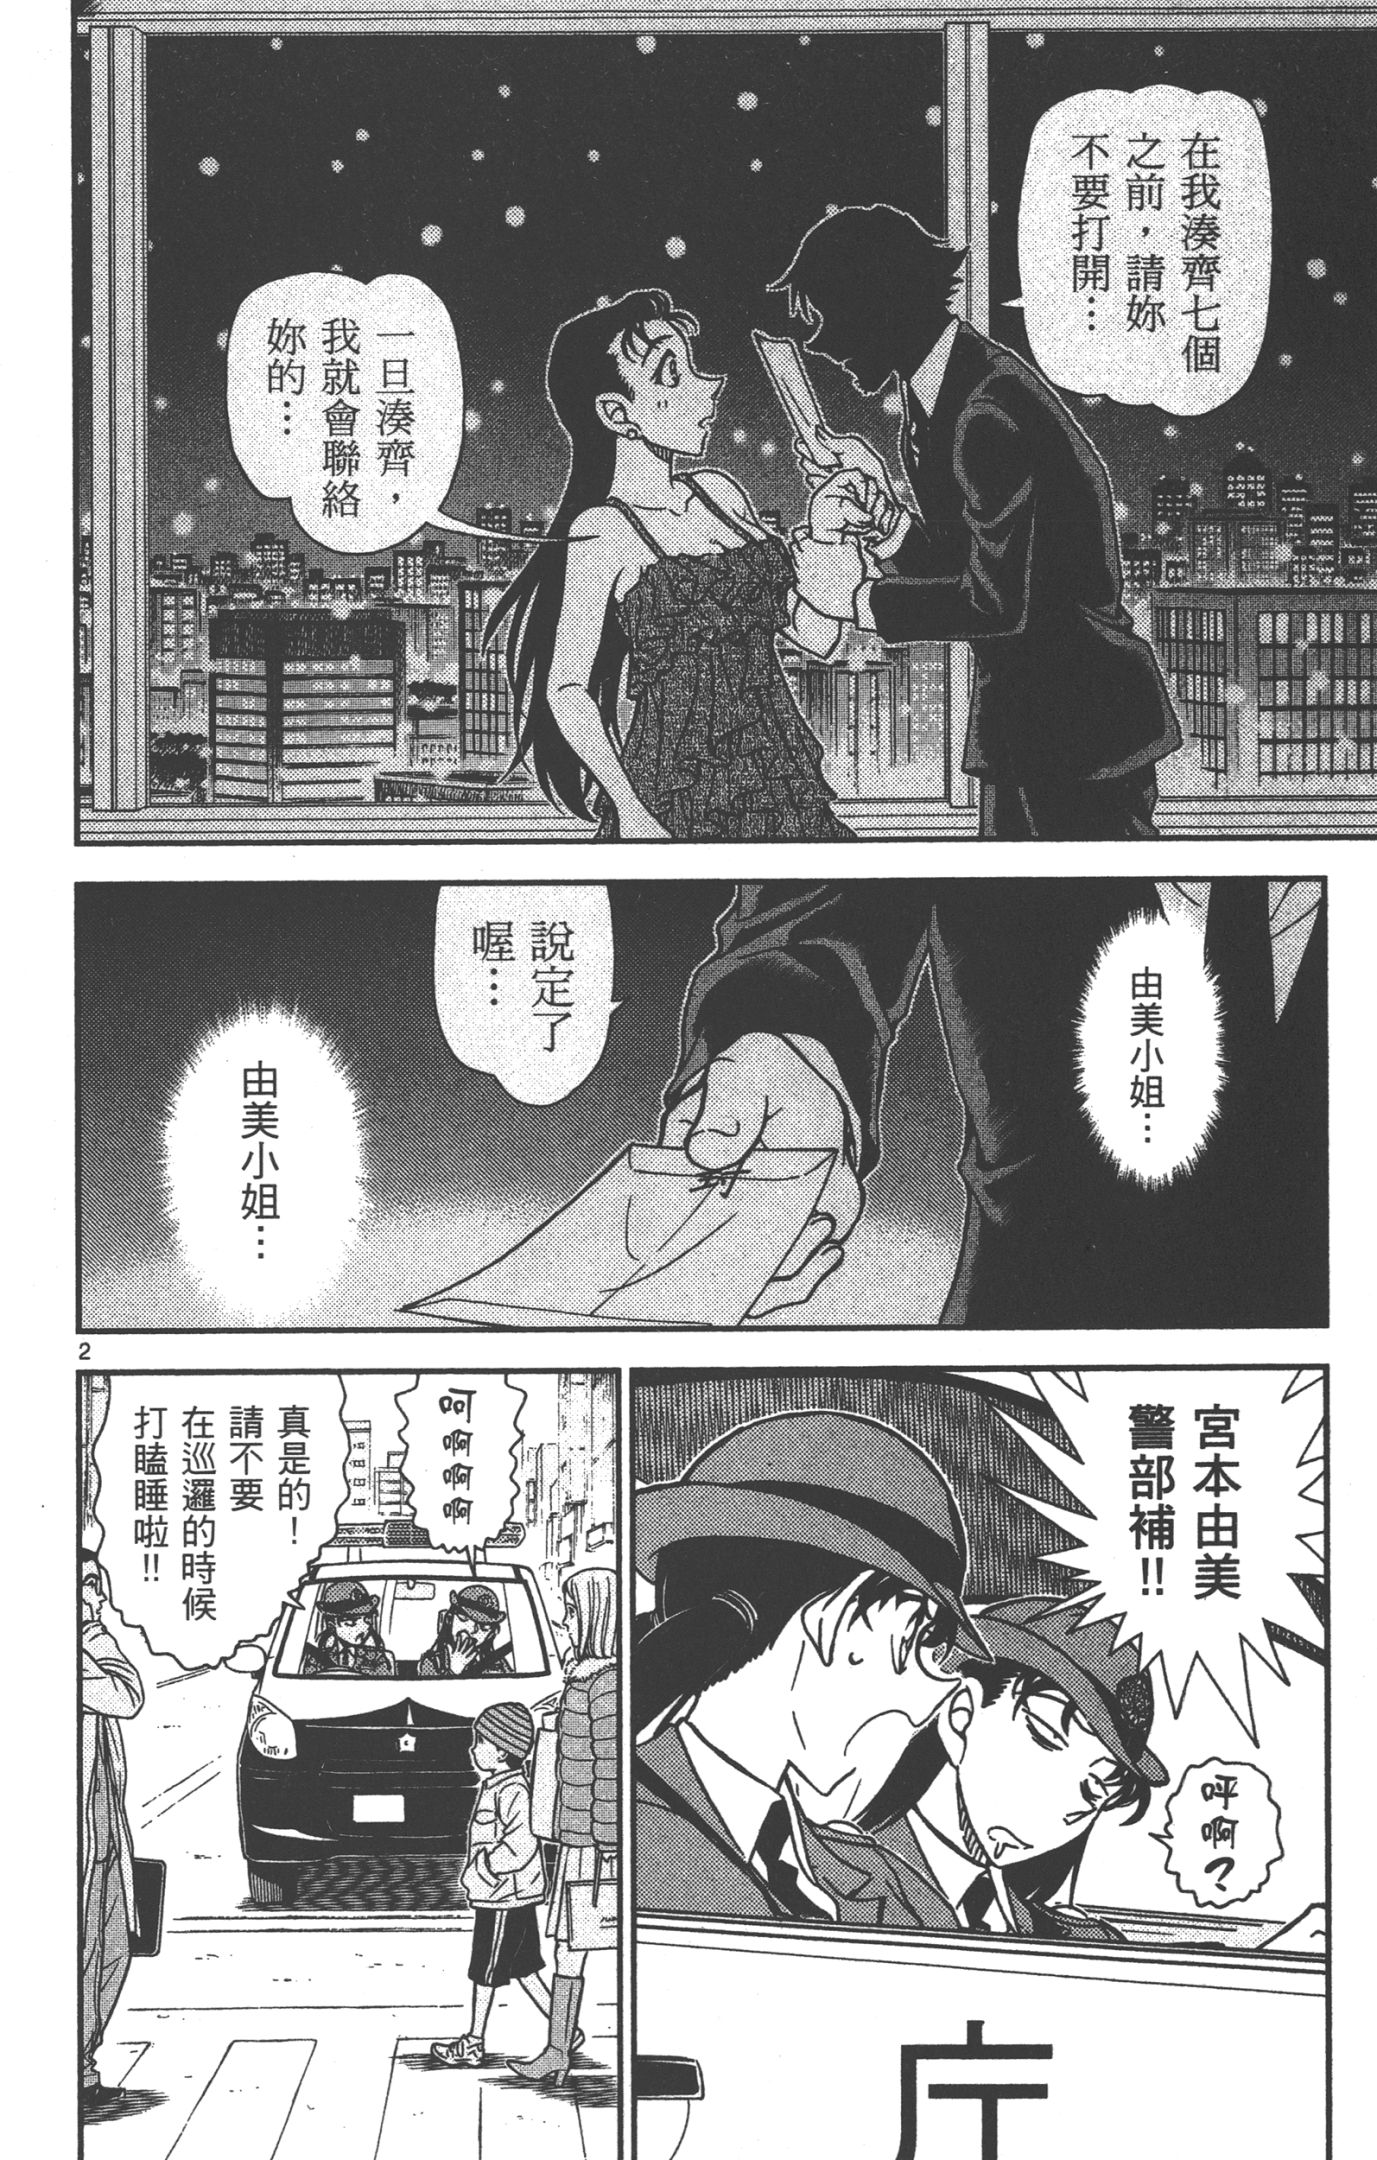 在我湊齊七個
之前，請妳
不要打開…
一旦湊齊，
我就會聯絡
妳的…
由美小姐…
說定了
喔…
由美小姐…
2
宮本由美
警部補!!
呼啊?
庁
呵啊啊啊
真是的!
請不要
在巡邏的時候
打瞌睡啦!!